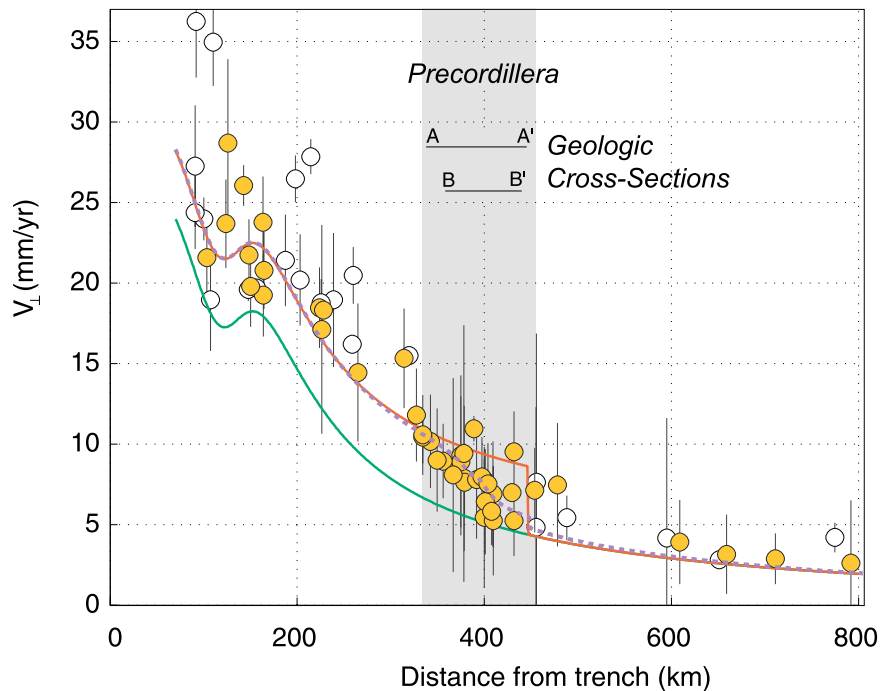 35
30
25
20
15
10
5
0
V⊥ (mm/yr)
Precordillera
A A' Geologic
B B' Cross-Sections
0 200 400 600 800
Distance from trench (km)